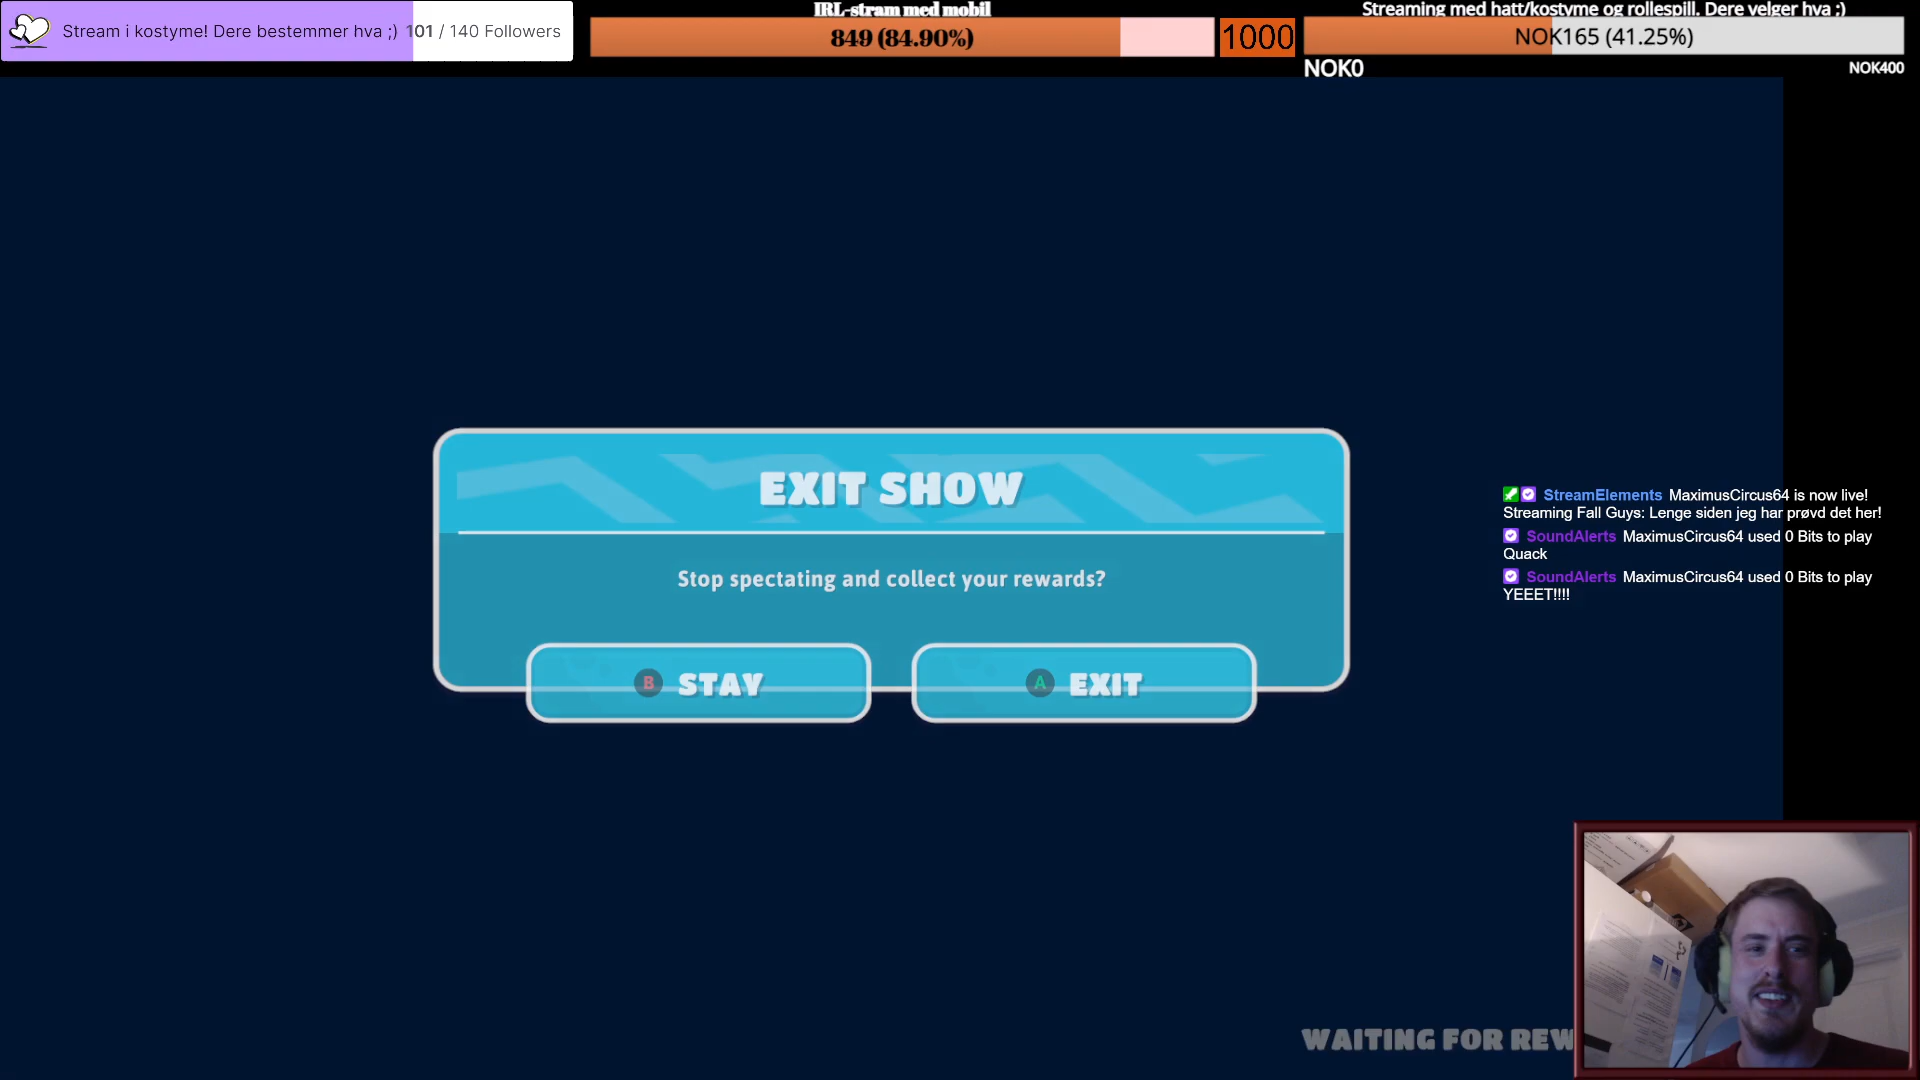 Stream i kostyme! Dere bestemmer hva ;) 101 / 140 Followers
IRL-stram med mobil
849 (84.90%)
1000
Streaming med hatt/kostyme og rollespill. Dere velger hva ;)
NOK165 (41.25%)
NOK0
NOK400
EXIT SHOW
Stop spectating and collect your rewards?
B STAY
A EXIT
StreamElements MaximusCircus64 is now live!
Streaming Fall Guys: Lenge siden jeg har prøvd det her!
SoundAlerts MaximusCircus64 used 0 Bits to play
Quack
SoundAlerts MaximusCircus64 used 0 Bits to play
YEEET!!!!
WAITING FOR REW